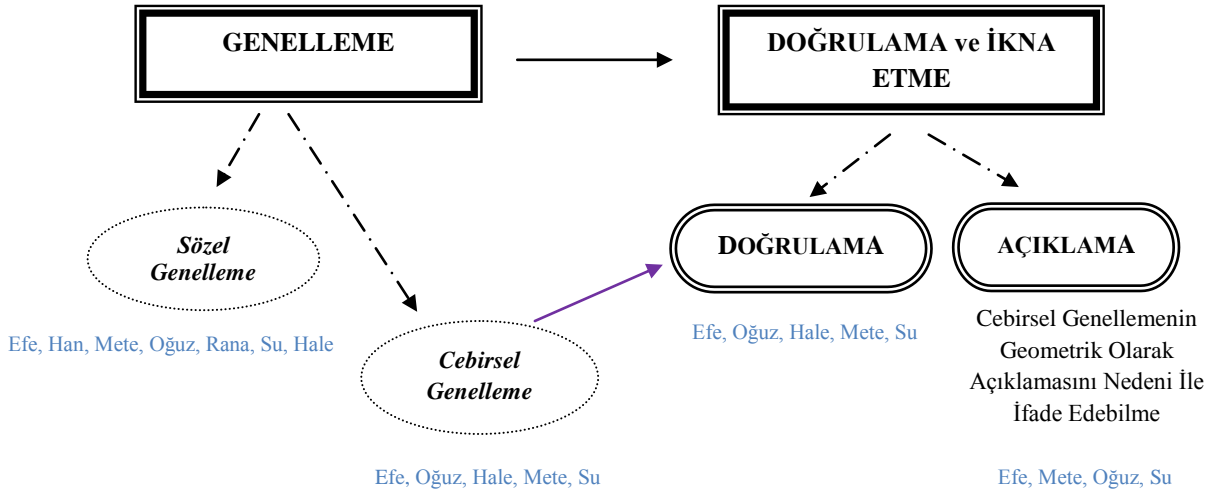 GENELLEME
DOĞRULAMA ve İKNA
ETME
Sözel
Genelleme
DOĞRULAMA
AÇIKLAMA
Efe, Han, Mete, Oğuz, Rana, Su, Hale
Cebirsel
Genelleme
Efe, Oğuz, Hale, Mete, Su
Cebirsel Genellemenin
Geometrik Olarak
Açıklamasını Nedeni İle
İfade Edebilme
Efe, Oğuz, Hale, Mete, Su
Efe, Mete, Oğuz, Su